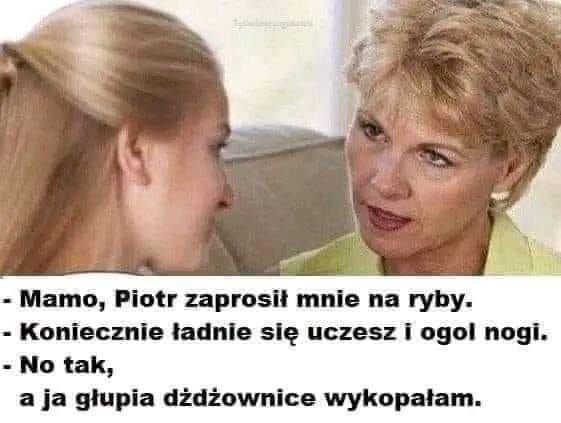 - Mamo, Piotr zaprosił mnie na ryby.
- Koniecznie ładnie się uczesz i ogol nogi.
- No tak,
a ja głupia dżdżownice wykopałam.